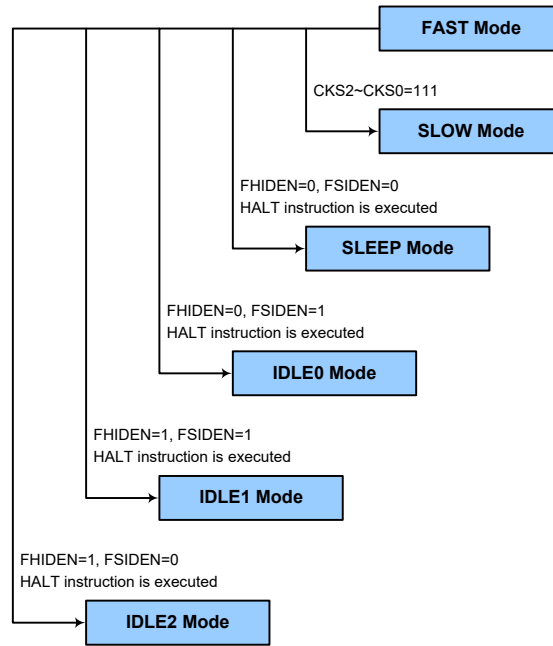 FAST Mode
CKS2~CKS0=111
SLOW Mode
FHIDEN=0, FSIDEN=0
HALT instruction is executed
SLEEP Mode
FHIDEN=0, FSIDEN=1
HALT instruction is executed
IDLE0 Mode
FHIDEN=1, FSIDEN=1
HALT instruction is executed
IDLE1 Mode
FHIDEN=1, FSIDEN=0
HALT instruction is executed
IDLE2 Mode